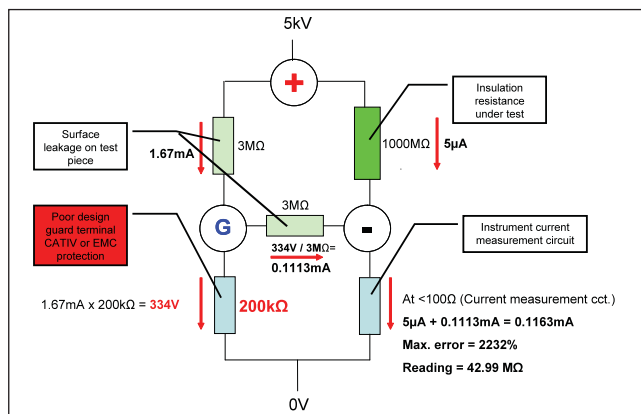 5kV
+
Insulation
resistance
under test
Surface
leakage on test
piece
1.67mA
3MΩ
1000MΩ
5µA
3MΩ
G
-
Poor design
guard terminal
CATIV or EMC
protection
334V / 3MΩ=
0.1113mA
Instrument current
measurement circuit
1.67mA x 200kΩ = 334V
200kΩ
At <100Ω (Current measurement cct.)
5µA + 0.1113mA = 0.1163mA
Max. error = 2232%
Reading = 42.99 MΩ
0V